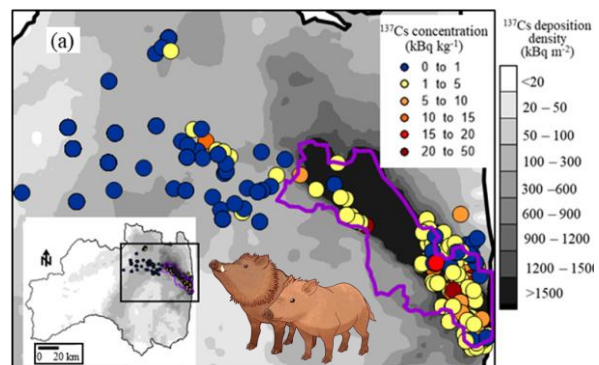 (a)
¹³⁷Cs concentration
(kBq kg⁻¹)
0 to 1
1 to 5
5 to 10
10 to 15
15 to 20
20 to 50
¹³⁷Cs deposition
density
(kBq m⁻²)
<20
20 – 50
50 – 100
100 – 300
300 – 600
600 – 900
900 – 1200
1200 – 1500
>1500
N
0 20 km